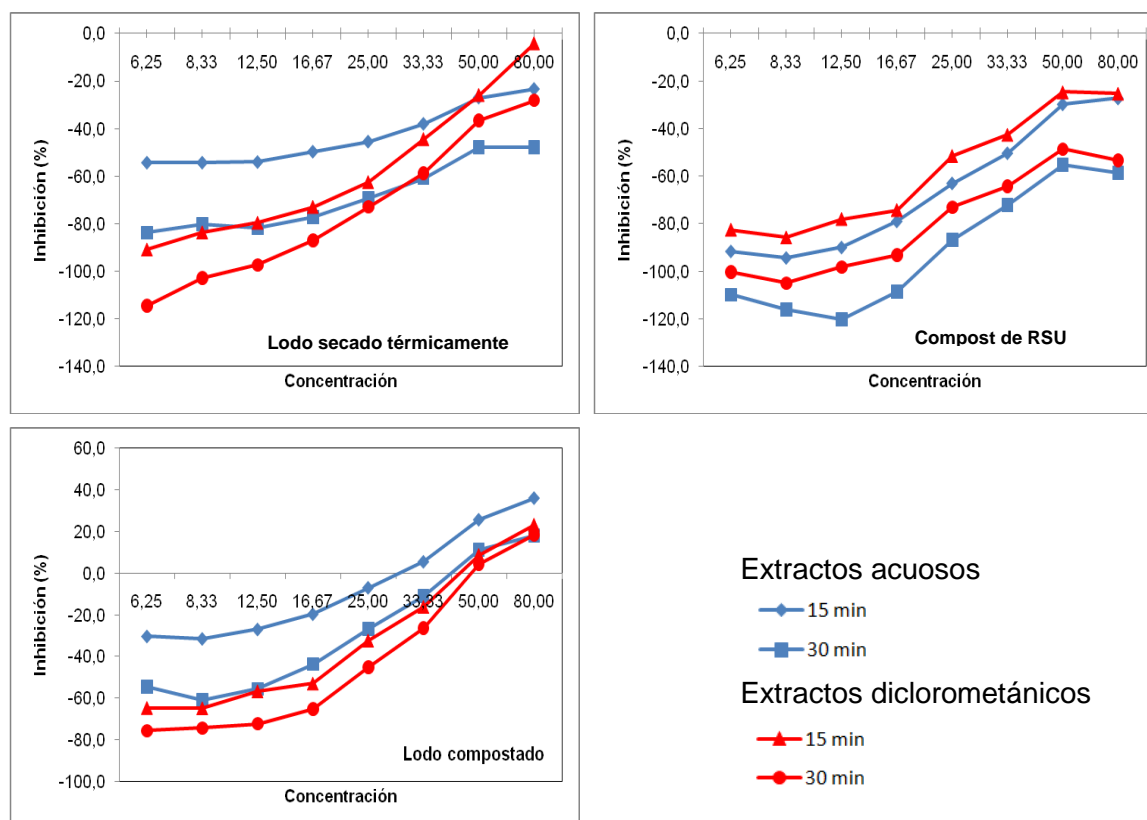 0,0
-20,0
-40,0
-60,0
-80,0
-100,0
-120,0
-140,0
6,25 8,33 12,50 16,67 25,00 33,33 50,00 80,00
Inhibición (%)
Lodo secado térmicamente
Concentración
0,0
-20,0
-40,0
-60,0
-80,0
-100,0
-120,0
-140,0
6,25 8,33 12,50 16,67 25,00 33,33 50,00 80,00
Inhibición (%)
Compost de RSU
Concentración
60,0
40,0
20,0
0,0
-20,0
-40,0
-60,0
-80,0
-100,0
6,25 8,33 12,50 16,67 25,00 33,33 50,00 80,00
Inhibición (%)
Lodo compostado
Concentración
Extractos acuosos
15 min
30 min
Extractos diclorometánicos
15 min
30 min